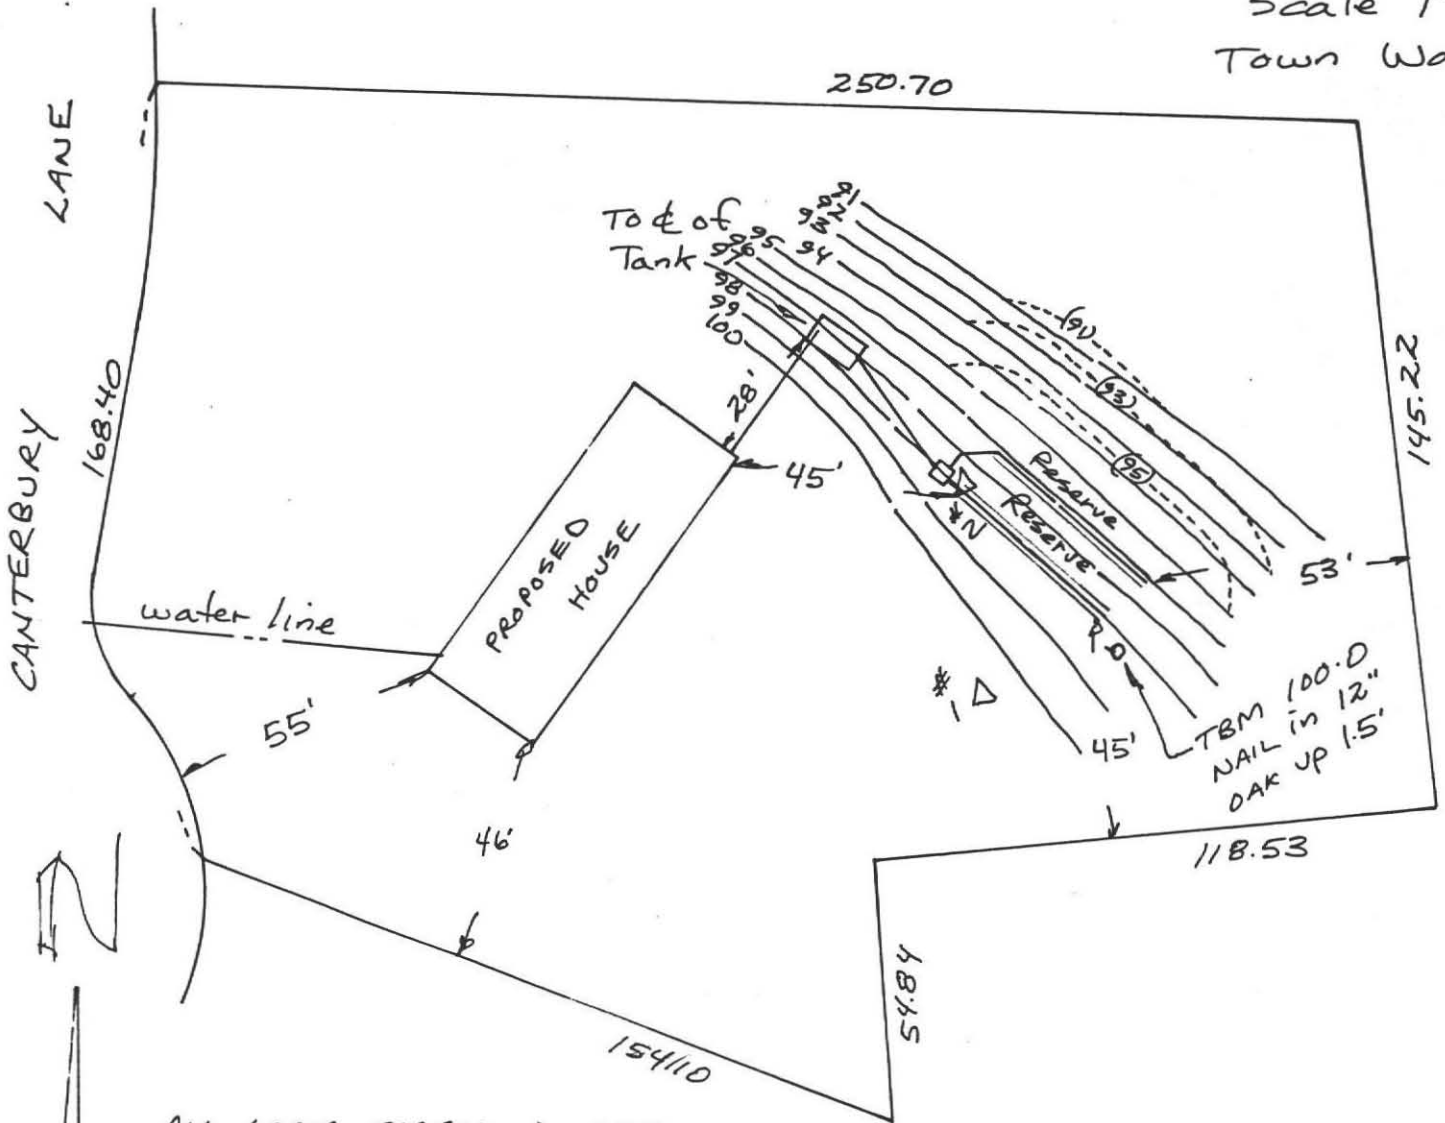 Scale 1
Town Wa
250.70
LANE
CANTERBURY
168.40
To ℄ of
Tank
91
92
93
94
95
96
97
98
99
100
(91)
(93)
(95)
28'
45'
145.22
Reserve
Reserve
#N
53'
PROPOSED
HOUSE
water line
55'
#1
45'
TBM 100.0
NAIL in 12"
OAK up 1.5'
46'
118.53
54.84
154.10
N